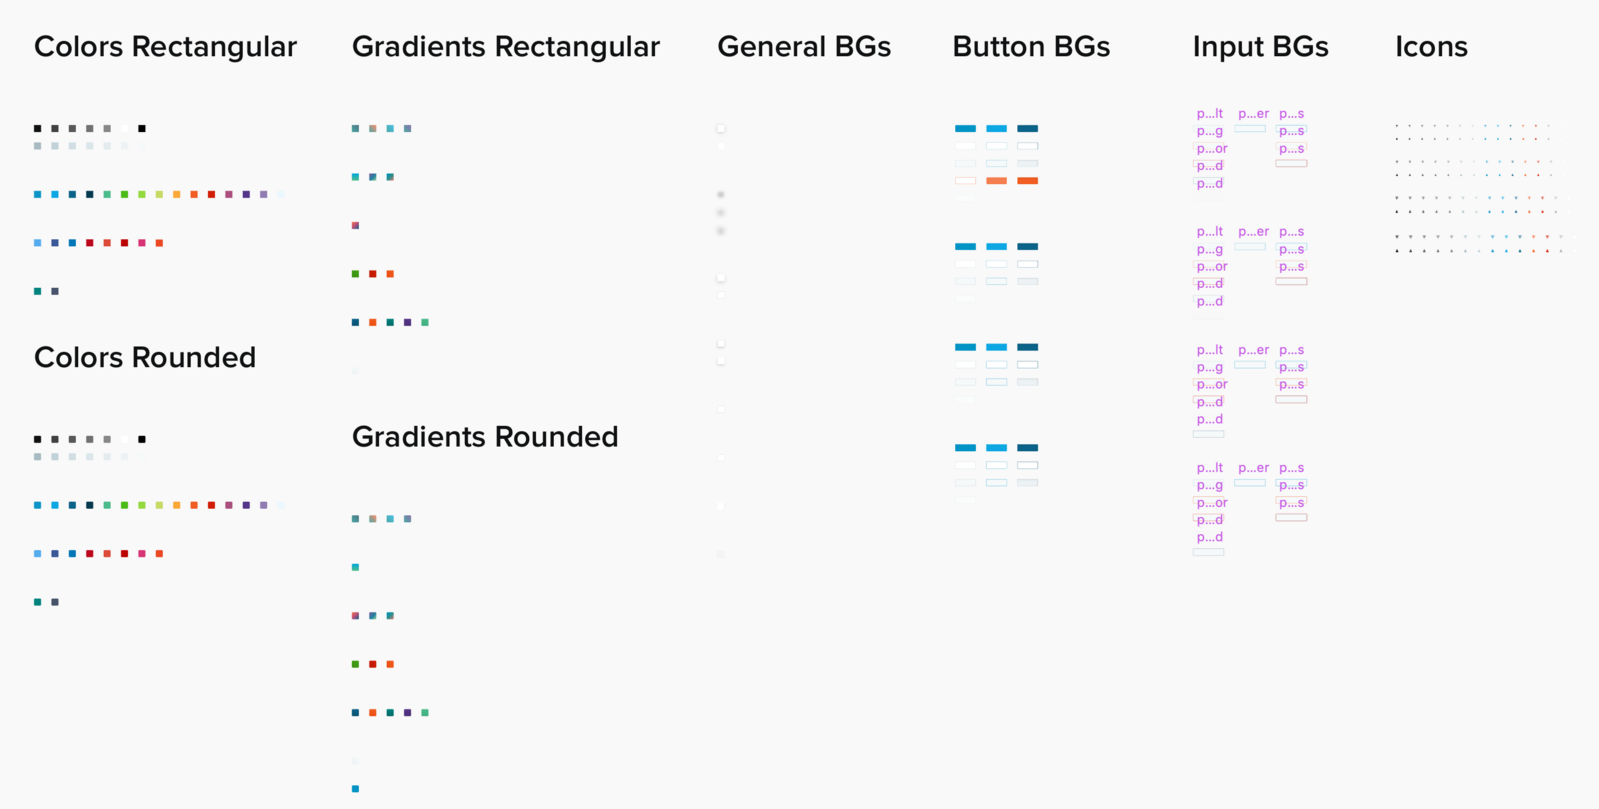 Colors Rectangular
Gradients Rectangular
General BGs
Button BGs
Input BGs
Icons
p...lt p...er p...s
p...g p...s
p...or p...s
p...d
p...d
p...lt p...er p...s
p...g p...s
p...or p...s
p...d
p...d
Colors Rounded
p...lt p...er p...s
p...g p...s
p...or p...s
p...d p...s
p...d
Gradients Rounded
p...lt p...er p...s
p...g p...s
p...or p...s
p...d
p...d